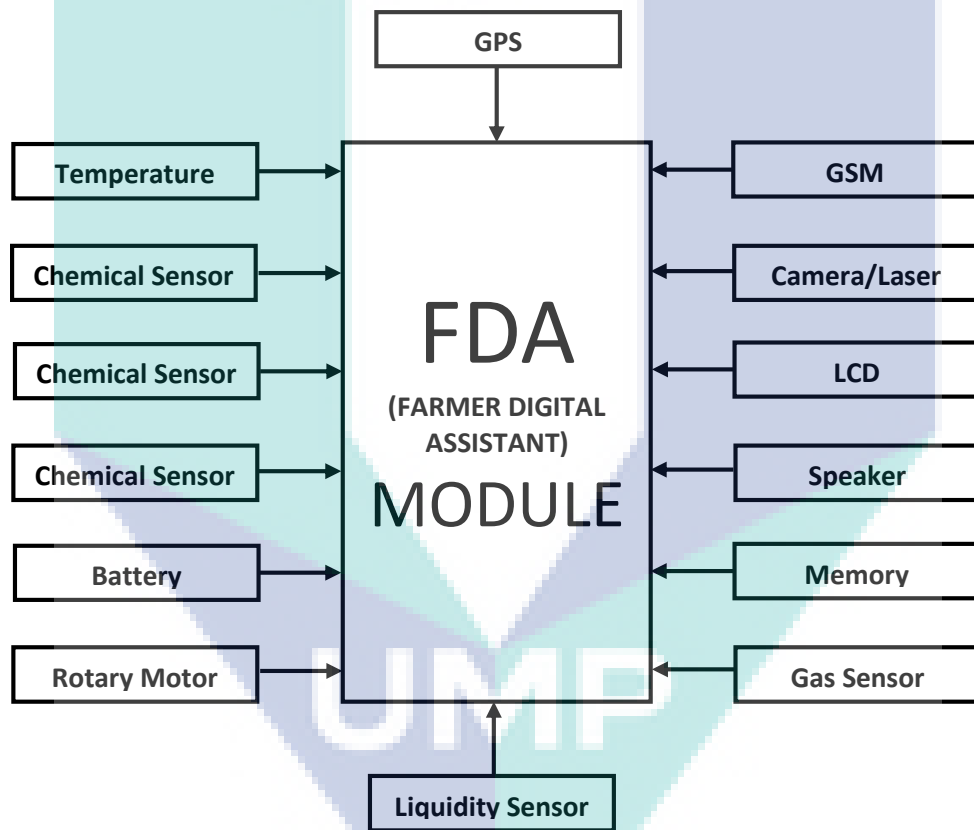 GPS
Temperature
Chemical Sensor
Chemical Sensor
Chemical Sensor
Battery
Rotary Motor
FDA
(FARMER DIGITAL
ASSISTANT)
MODULE
GSM
Camera/Laser
LCD
Speaker
Memory
Gas Sensor
UMP
Liquidity Sensor